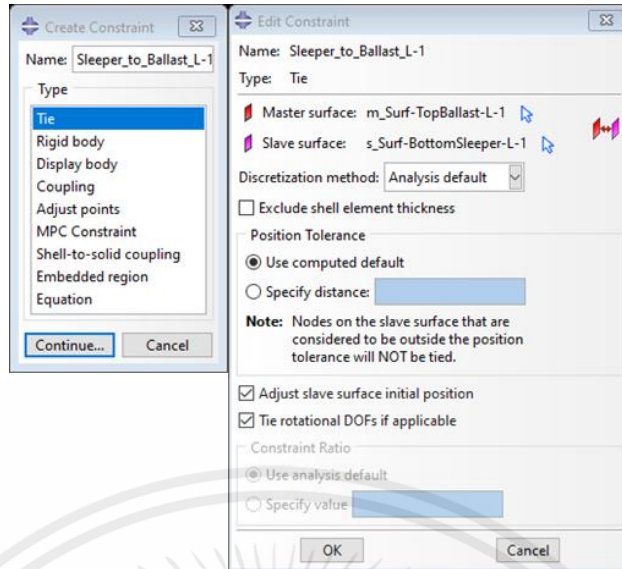 Create Constraint
Name: Sleeper_to_Ballast_L-1
Type
Tie
Rigid body
Display body
Coupling
Adjust points
MPC Constraint
Shell-to-solid coupling
Embedded region
Equation
Continue...
Cancel
Edit Constraint
Name: Sleeper_to_Ballast_L-1
Type: Tie
Master surface: m_Surf-TopBallast-L-1
Slave surface: s_Surf-BottomSleeper-L-1
Discretization method: Analysis default
Exclude shell element thickness
Position Tolerance
Use computed default
Specify distance:
Note: Nodes on the slave surface that are
considered to be outside the position
tolerance will NOT be tied.
Adjust slave surface initial position
Tie rotational DOFs if applicable
Constraint Ratio
Use analysis default
Specify value
OK
Cancel